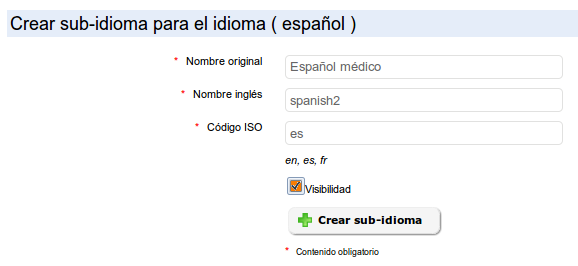 Crear sub-idioma para el idioma ( español )
* Nombre original Español médico
* Nombre inglés spanish2
* Código ISO es
en, es, fr
Visibilidad
Crear sub-idioma
* Contenido obligatorio